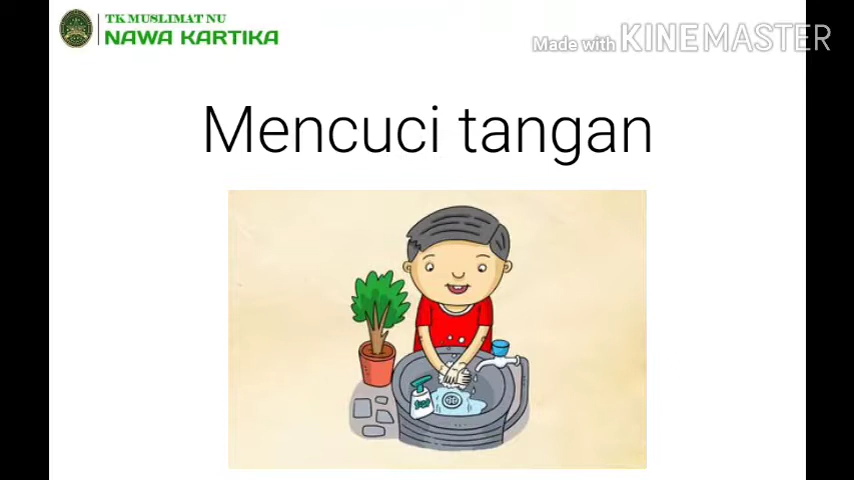 TK MUSLIMAT NU
NAWA KARTIKA
Made with KINEMASTER
Mencuci tangan